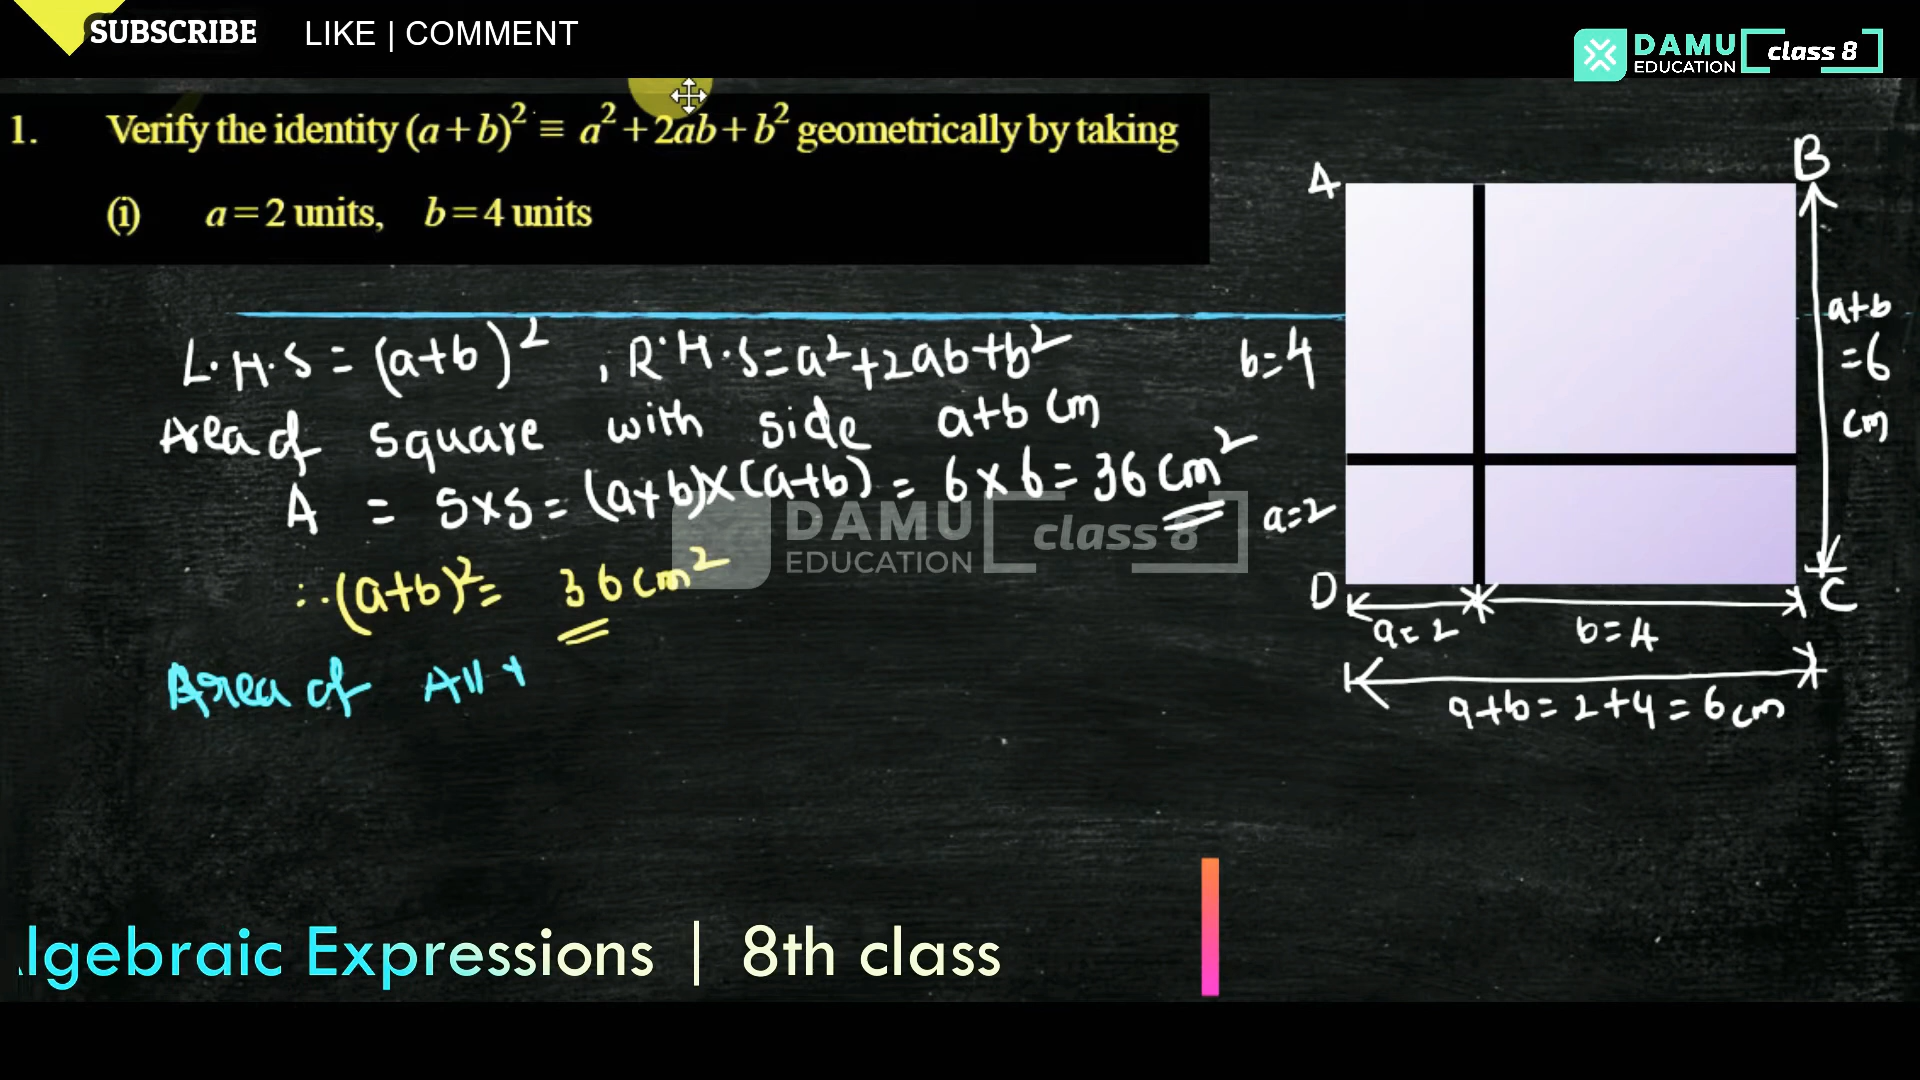 SUBSCRIBE LIKE | COMMENT
DAMU EDUCATION class 8
1. Verify the identity (a+b)² ≡ a²+2ab+b² geometrically by taking
(i) a=2 units, b=4 units
L.H.S = (a+b)², R.H.S=a²+2ab+b²
Area of square with side a+b cm
A = S×S=(a+b)×(a+b) = 6×6=36 cm²
∴(a+b)²= 36cm²
Area of All
DAMU EDUCATION class 8
A
B
b=4
a+b
=6
cm
a=2
D
C
a=2
b=4
a+b=2+4=6cm
lgebraic Expressions | 8th class